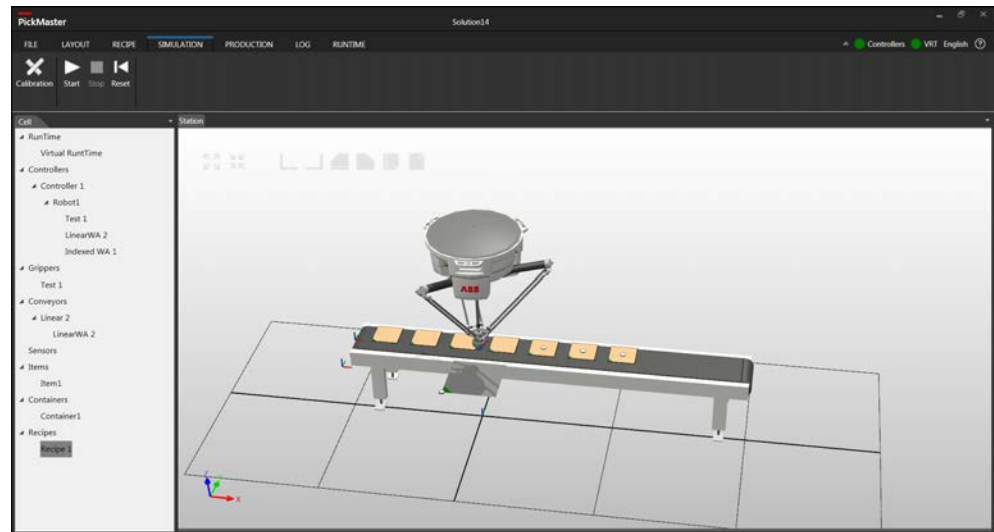 PickMaster
Solution14
FILE LAYOUT RECIPE SIMULATION PRODUCTION LOG RUNTIME
Controllers VRT English
Calibration Start Stop Reset
Cell
Station
RunTime
Virtual RuntTime
Controllers
Controller 1
Robot1
Test 1
LinearWA 2
Indexed WA 1
Grippers
Test 1
Conveyors
Linear 2
LinearWA 2
Sensors
Items
Item1
Containers
Container1
Recipes
Recipe 1
ABB
Z
X